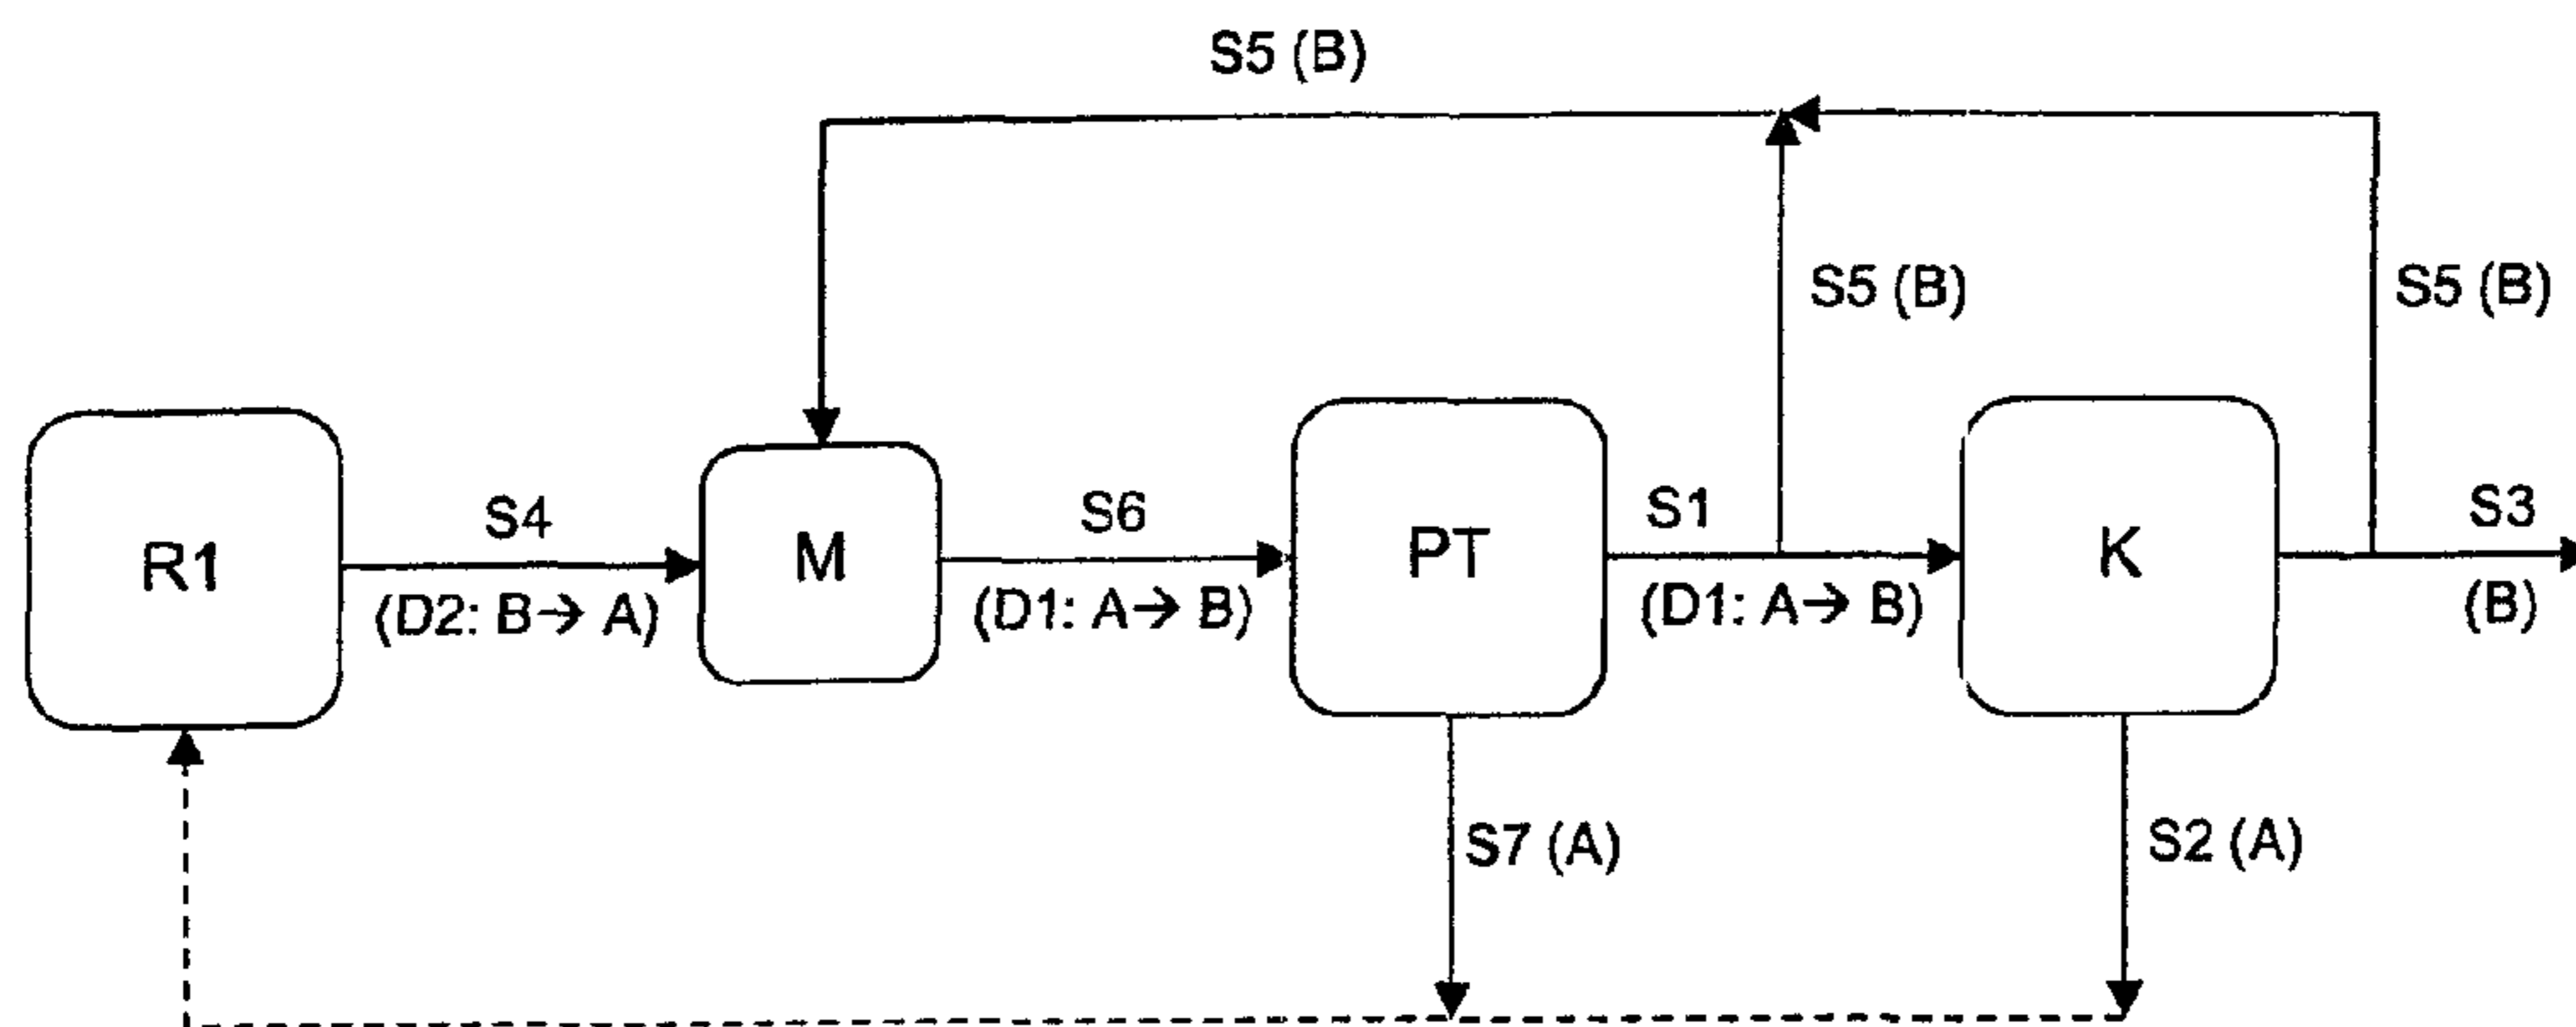 S5 (B)
S5 (B)
S5 (B)
R1
S4
(D2: B→ A)
M
S6
(D1: A→ B)
PT
S1
(D1: A→ B)
K
S3
(B)
S7 (A)
S2 (A)